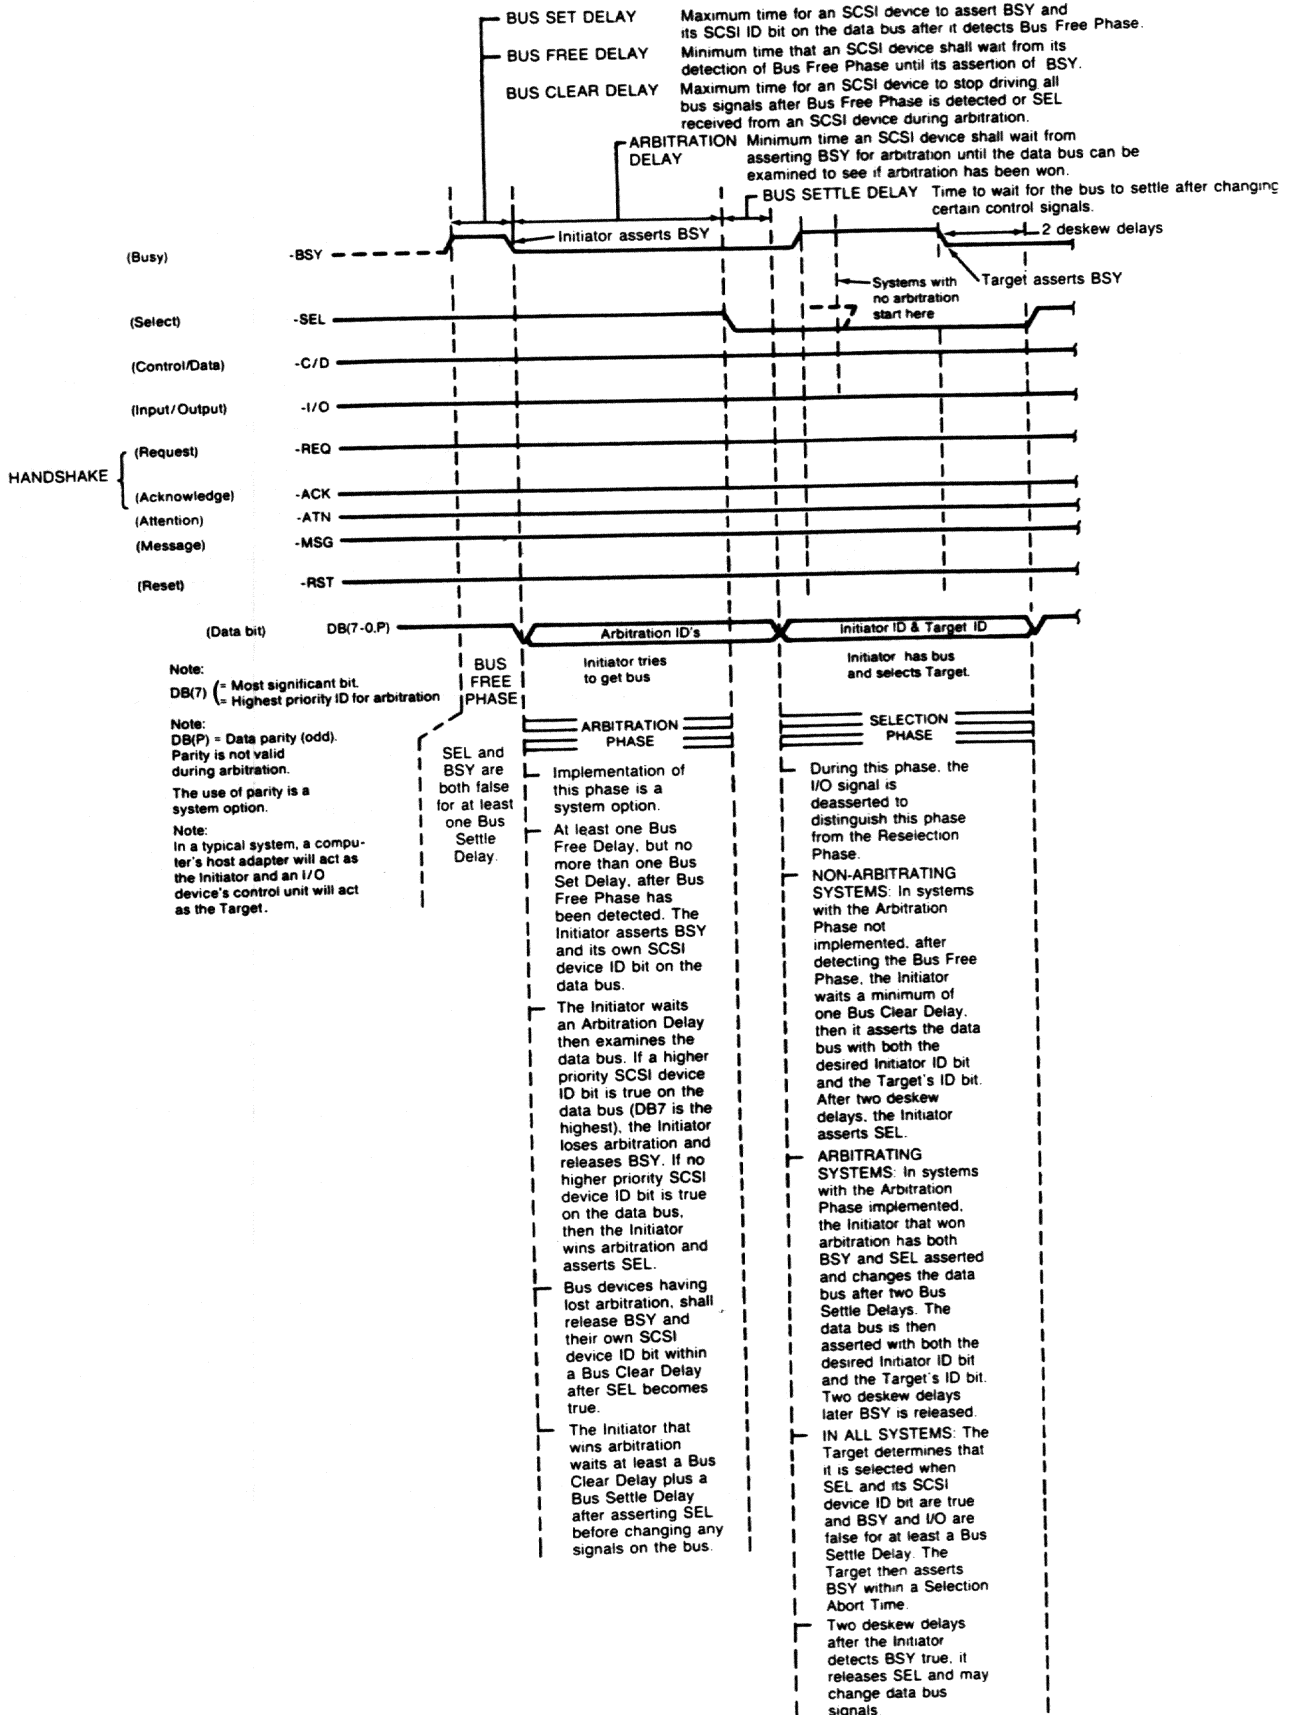 BUS SET DELAY Maximum time for an SCSI device to assert BSY and
its SCSI ID bit on the data bus after it detects Bus Free Phase.
BUS FREE DELAY Minimum time that an SCSI device shall wait from its
detection of Bus Free Phase until its assertion of BSY.
BUS CLEAR DELAY Maximum time for an SCSI device to stop driving all
bus signals after Bus Free Phase is detected or SEL
received from an SCSI device during arbitration.
ARBITRATION DELAY Minimum time an SCSI device shall wait from
asserting BSY for arbitration until the data bus can be
examined to see if arbitration has been won.
BUS SETTLE DELAY Time to wait for the bus to settle after changing
certain control signals.
2 deskew delays
Initiator asserts BSY
(Busy) -BSY
Target asserts BSY
Systems with
no arbitration
start here
(Select) -SEL
(Control/Data) -C/D
(Input/Output) -I/O
HANDSHAKE
(Request) -REQ
(Acknowledge) -ACK
(Attention) -ATN
(Message) -MSG
(Reset) -RST
(Data bit) DB(7-0,P)
Arbitration ID's
Initiator ID & Target ID
Note:
DB(7) (= Most significant bit.
(= Highest priority ID for arbitration
Note:
DB(P) = Data parity (odd).
Parity is not valid
during arbitration.
The use of parity is a
system option.
Note:
In a typical system, a compu-
ter's host adapter will act as
the Initiator and an I/O
device's control unit will act
as the Target.
BUS
FREE
PHASE
SEL and
BSY are
both false
for at least
one Bus
Settle
Delay.
Initiator tries
to get bus
ARBITRATION
PHASE
Implementation of
this phase is a
system option.
At least one Bus
Free Delay, but no
more than one Bus
Set Delay, after Bus
Free Phase has
been detected. The
Initiator asserts BSY
and its own SCSI
device ID bit on the
data bus.
The Initiator waits
an Arbitration Delay
then examines the
data bus. If a higher
priority SCSI device
ID bit is true on the
data bus (DB7 is the
highest), the Initiator
loses arbitration and
releases BSY. If no
higher priority SCSI
device ID bit is true
on the data bus,
then the Initiator
wins arbitration and
asserts SEL.
Bus devices having
lost arbitration, shall
release BSY and
their own SCSI
device ID bit within
a Bus Clear Delay
after SEL becomes
true.
The Initiator that
wins arbitration
waits at least a Bus
Clear Delay plus a
Bus Settle Delay
after asserting SEL
before changing any
signals on the bus.
Initiator has bus
and selects Target.
SELECTION
PHASE
During this phase, the
I/O signal is
deasserted to
distinguish this phase
from the Reselection
Phase.
NON-ARBITRATING
SYSTEMS: In systems
with the Arbitration
Phase not
implemented, after
detecting the Bus Free
Phase, the Initiator
waits a minimum of
one Bus Clear Delay,
then it asserts the data
bus with both the
desired Initiator ID bit
and the Target's ID bit.
After two deskew
delays, the Initiator
asserts SEL.
ARBITRATING
SYSTEMS: In systems
with the Arbitration
Phase implemented,
the Initiator that won
arbitration has both
BSY and SEL asserted
and changes the data
bus after two Bus
Settle Delays. The
data bus is then
asserted with both the
desired Initiator ID bit
and the Target's ID bit.
Two deskew delays
later BSY is released.
IN ALL SYSTEMS: The
Target determines that
it is selected when
SEL and its SCSI
device ID bit are true
and BSY and I/O are
false for at least a Bus
Settle Delay. The
Target then asserts
BSY within a Selection
Abort Time.
Two deskew delays
after the Initiator
detects BSY true, it
releases SEL and may
change data bus
signals